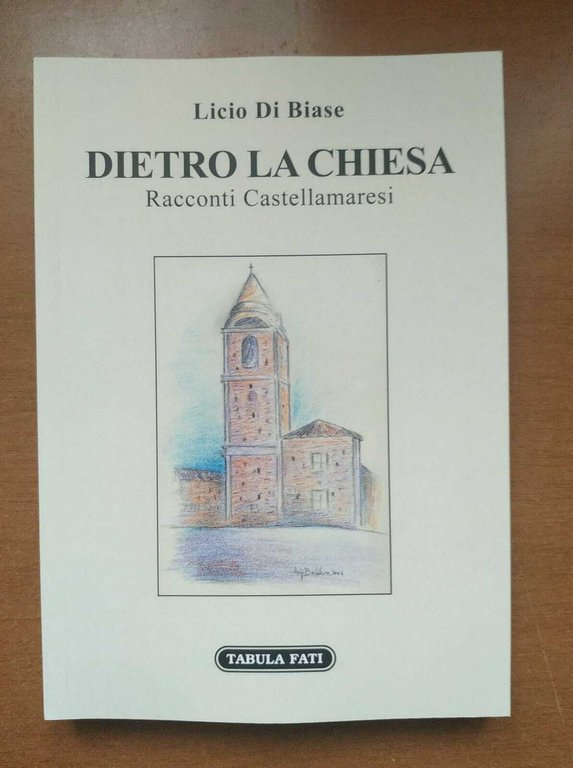 Licio Di Biase
DIETRO LA CHIESA
Racconti Castellamaresi
TABULA FATI